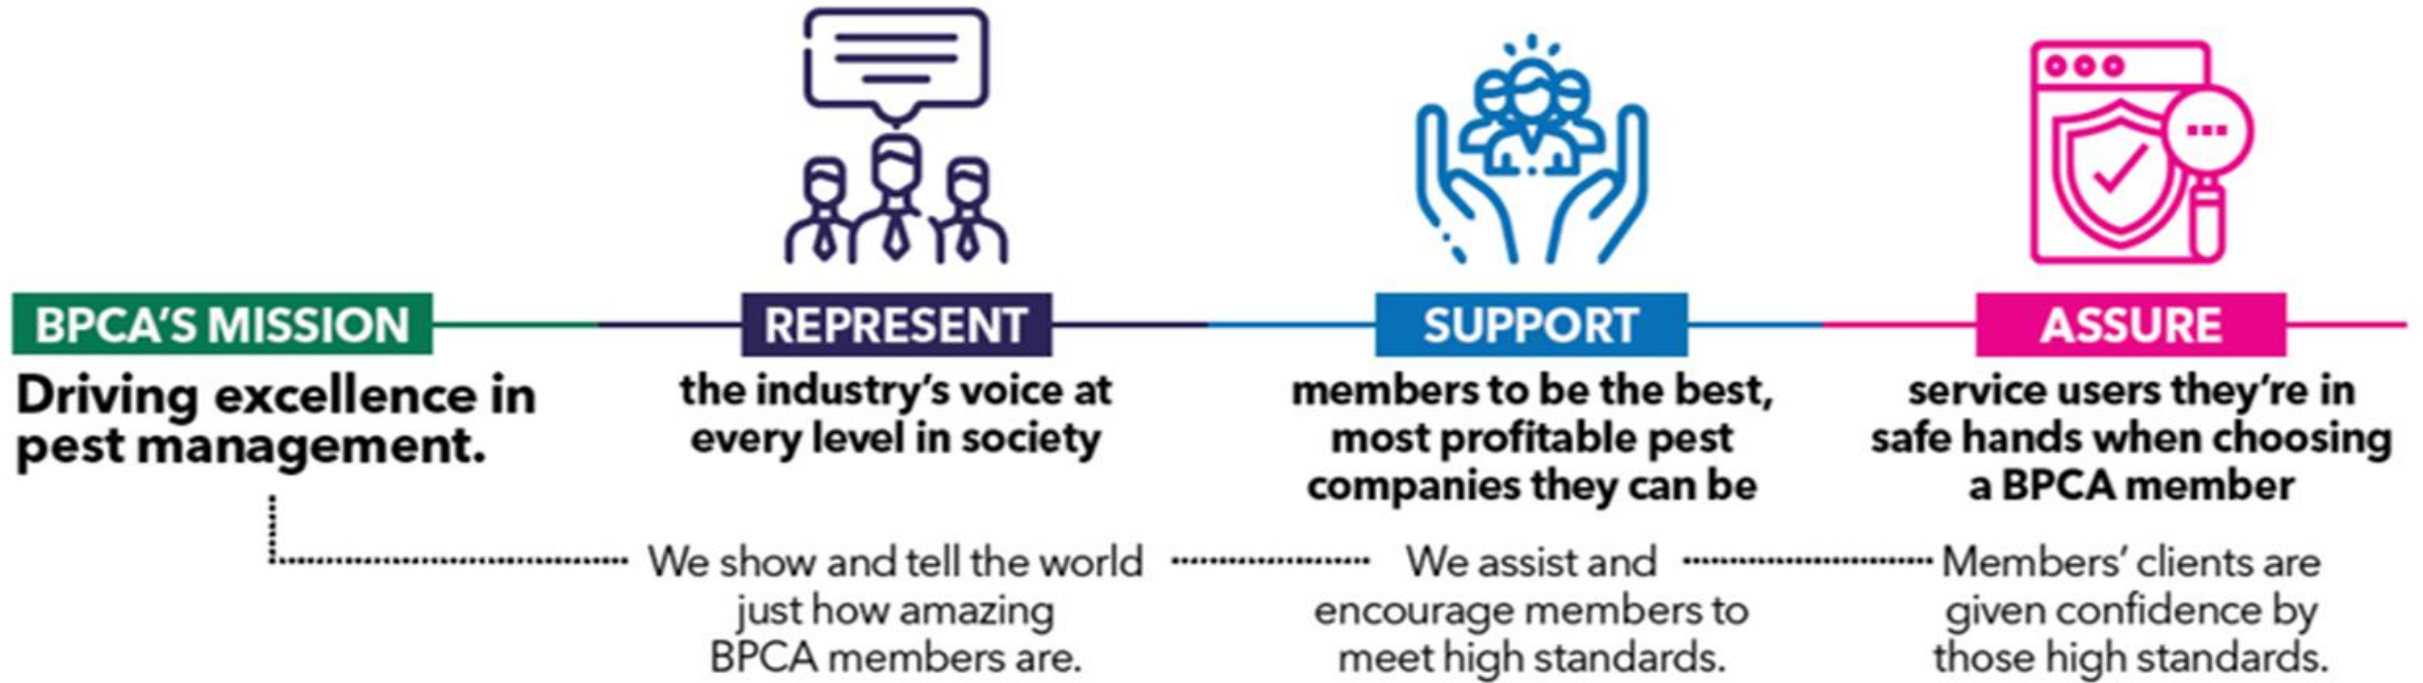 BPCA'S MISSION
Driving excellence in
pest management.
REPRESENT
the industry's voice at
every level in society
We show and tell the world
just how amazing
BPCA members are.
SUPPORT
members to be the best,
most profitable pest
companies they can be
We assist and
encourage members to
meet high standards.
ASSURE
service users they're in
safe hands when choosing
a BPCA member
Members' clients are
given confidence by
those high standards.